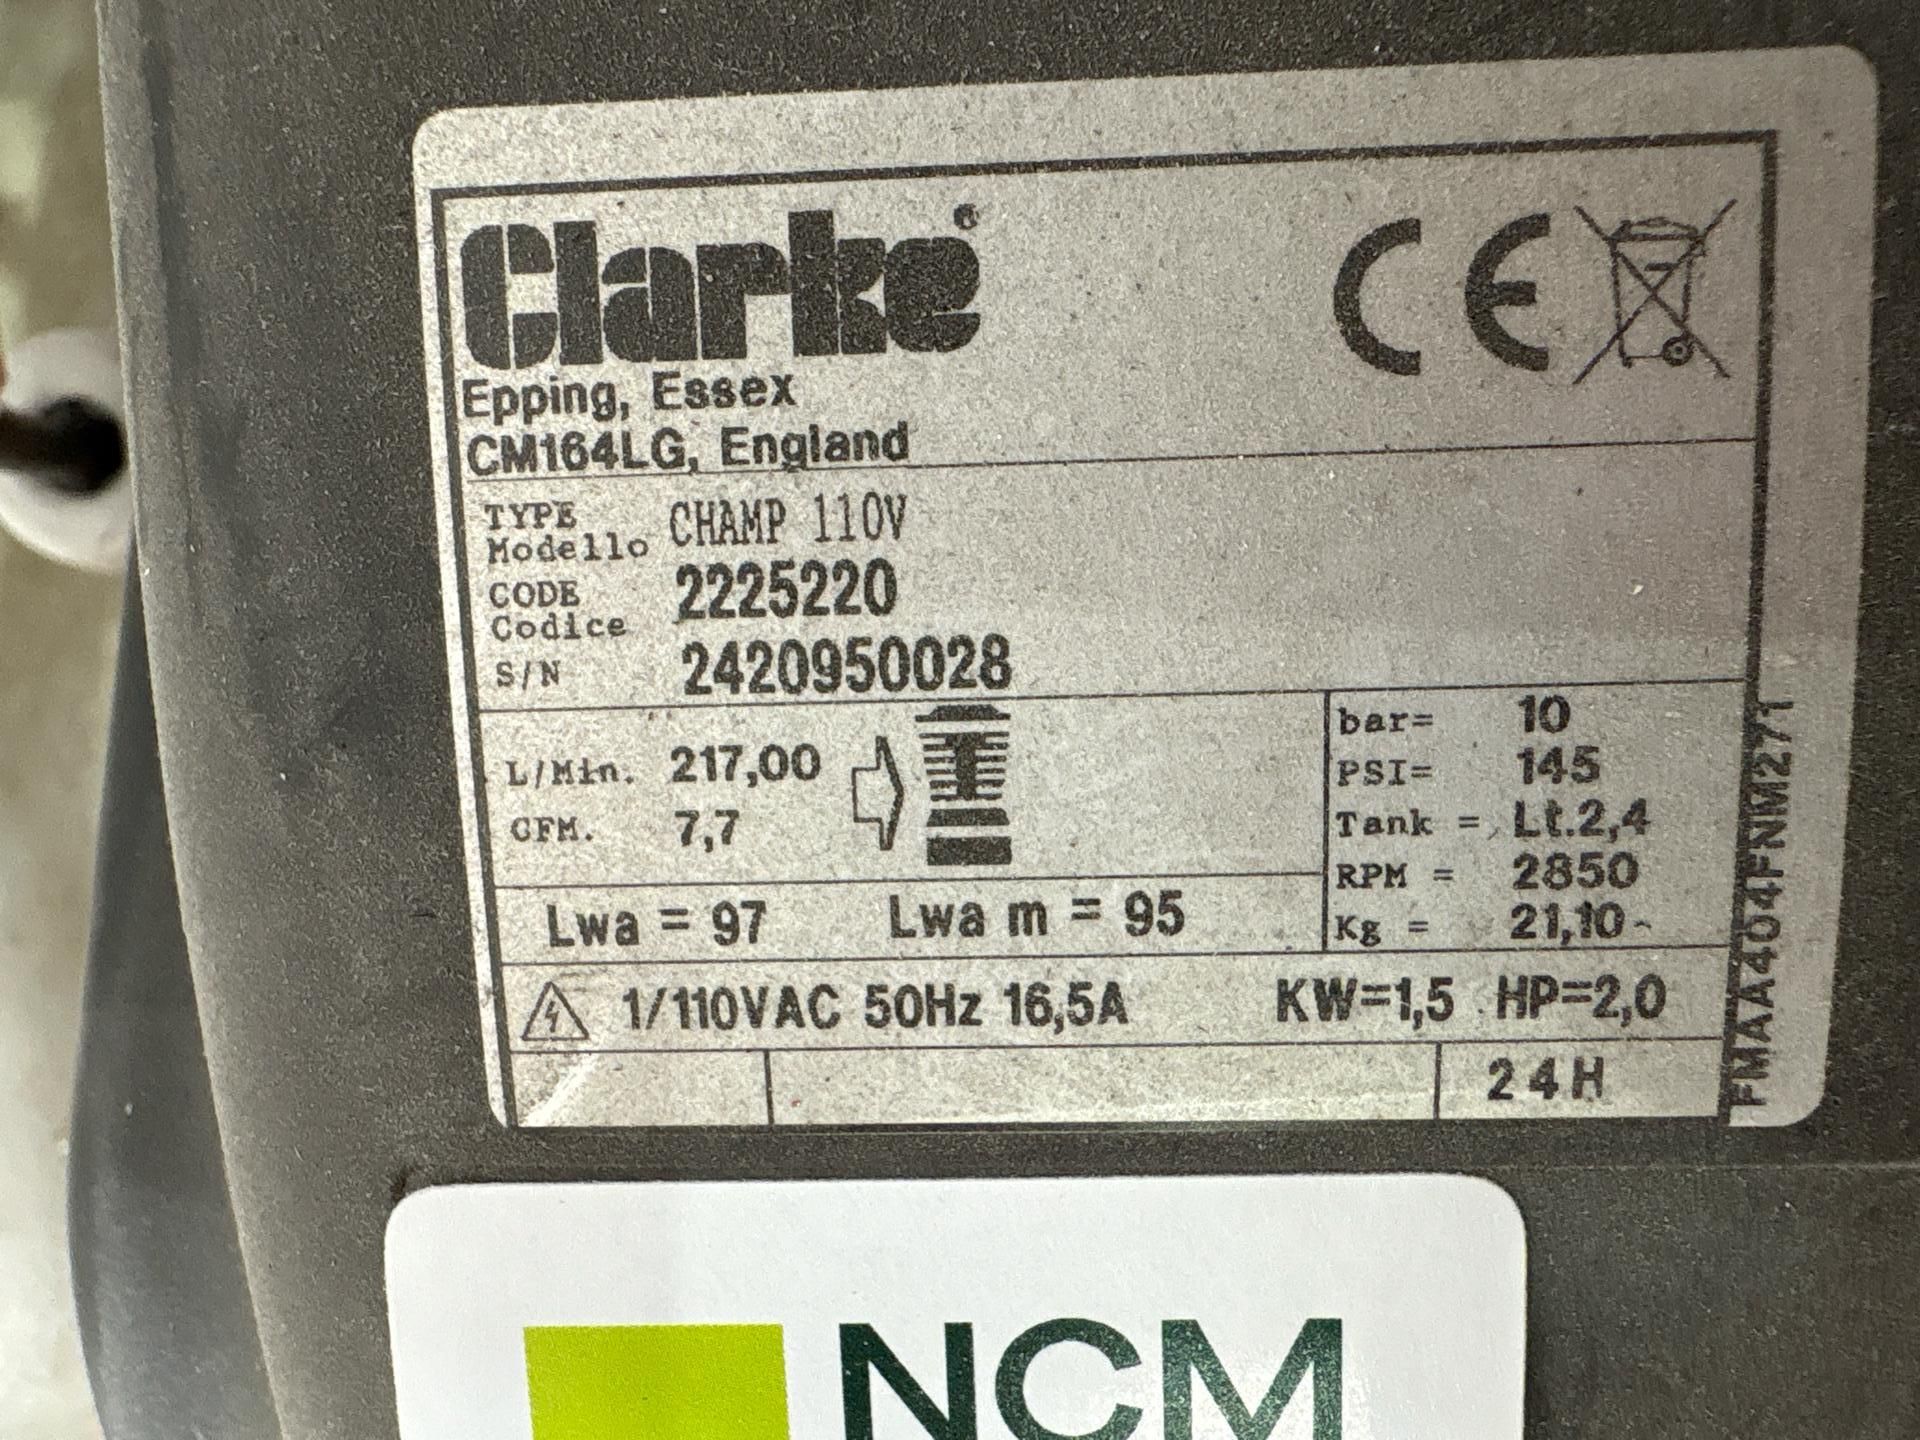 Clarke®
CE
Epping, Essex
CM164LG, England
TYPE
Modello CHAMP 110V
CODE
Codice 2225220
S/N 2420950028
L/Min. 217,00
CFM. 7,7
bar= 10
PSI= 145
Tank = Lt.2,4
RPM = 2850
Kg = 21,10
Lwa = 97 Lwa m = 95
1/110VAC 50Hz 16,5A KW=1,5 HP=2,0
24H
FMAA404FNM271
NCM